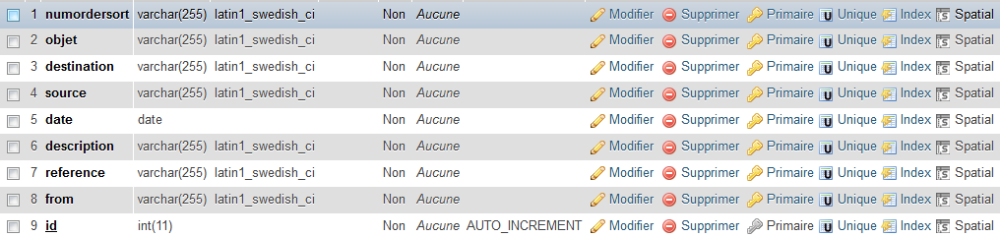 1 numordersort varchar(255) latin1_swedish_ci Non Aucune Modifier Supprimer Primaire Unique Index Spatial
2 objet varchar(255) latin1_swedish_ci Non Aucune Modifier Supprimer Primaire Unique Index Spatial
3 destination varchar(255) latin1_swedish_ci Non Aucune Modifier Supprimer Primaire Unique Index Spatial
4 source varchar(255) latin1_swedish_ci Non Aucune Modifier Supprimer Primaire Unique Index Spatial
5 date date Non Aucune Modifier Supprimer Primaire Unique Index Spatial
6 description varchar(255) latin1_swedish_ci Non Aucune Modifier Supprimer Primaire Unique Index Spatial
7 reference varchar(255) latin1_swedish_ci Non Aucune Modifier Supprimer Primaire Unique Index Spatial
8 from varchar(255) latin1_swedish_ci Non Aucune Modifier Supprimer Primaire Unique Index Spatial
9 id int(11) Non Aucune AUTO_INCREMENT Modifier Supprimer Primaire Unique Index Spatial